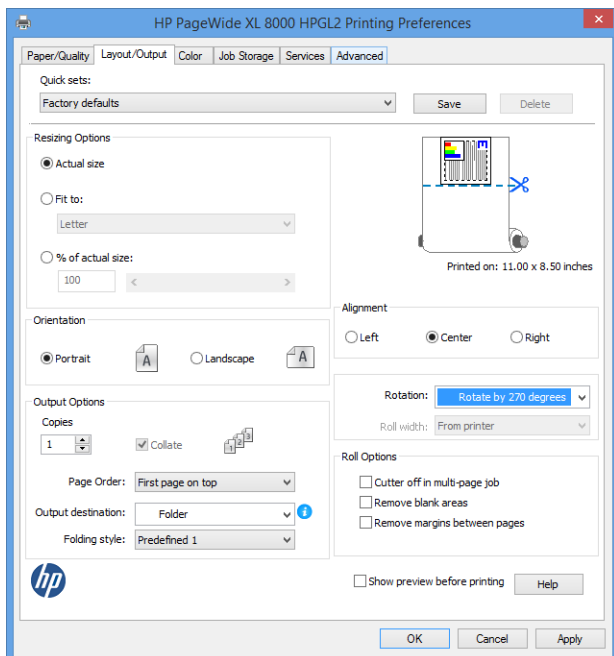 HP PageWide XL 8000 HPGL2 Printing Preferences
Paper/Quality Layout/Output Color Job Storage Services Advanced
Quick sets:
Factory defaults
Save
Delete
Resizing Options
Actual size
Fit to:
Letter
% of actual size:
100
Printed on: 11.00 x 8.50 inches
Orientation
Portrait
A
Landscape
A
Alignment
Left
Center
Right
Output Options
Copies
1
Collate
1 2 3
Page Order: First page on top
Output destination: Folder
Folding style: Predefined 1
Rotation: Rotate by 270 degrees
Roll width: From printer
Roll Options
Cutter off in multi-page job
Remove blank areas
Remove margins between pages
hp
Show preview before printing
Help
OK
Cancel
Apply